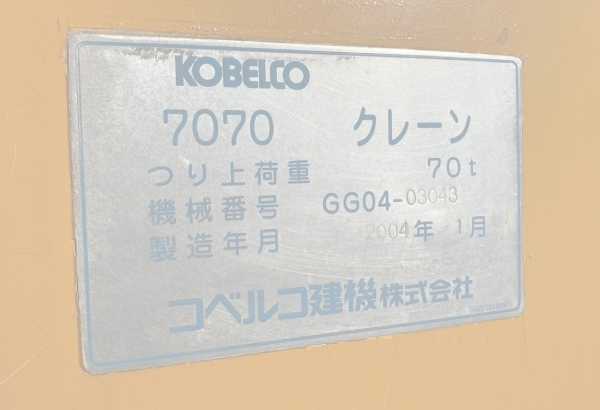 KOBELCO
7070 クレーン
つり上荷重 70t
機械番号 GG04-03043
製造年月 2004年 1月
コベルコ建機株式会社